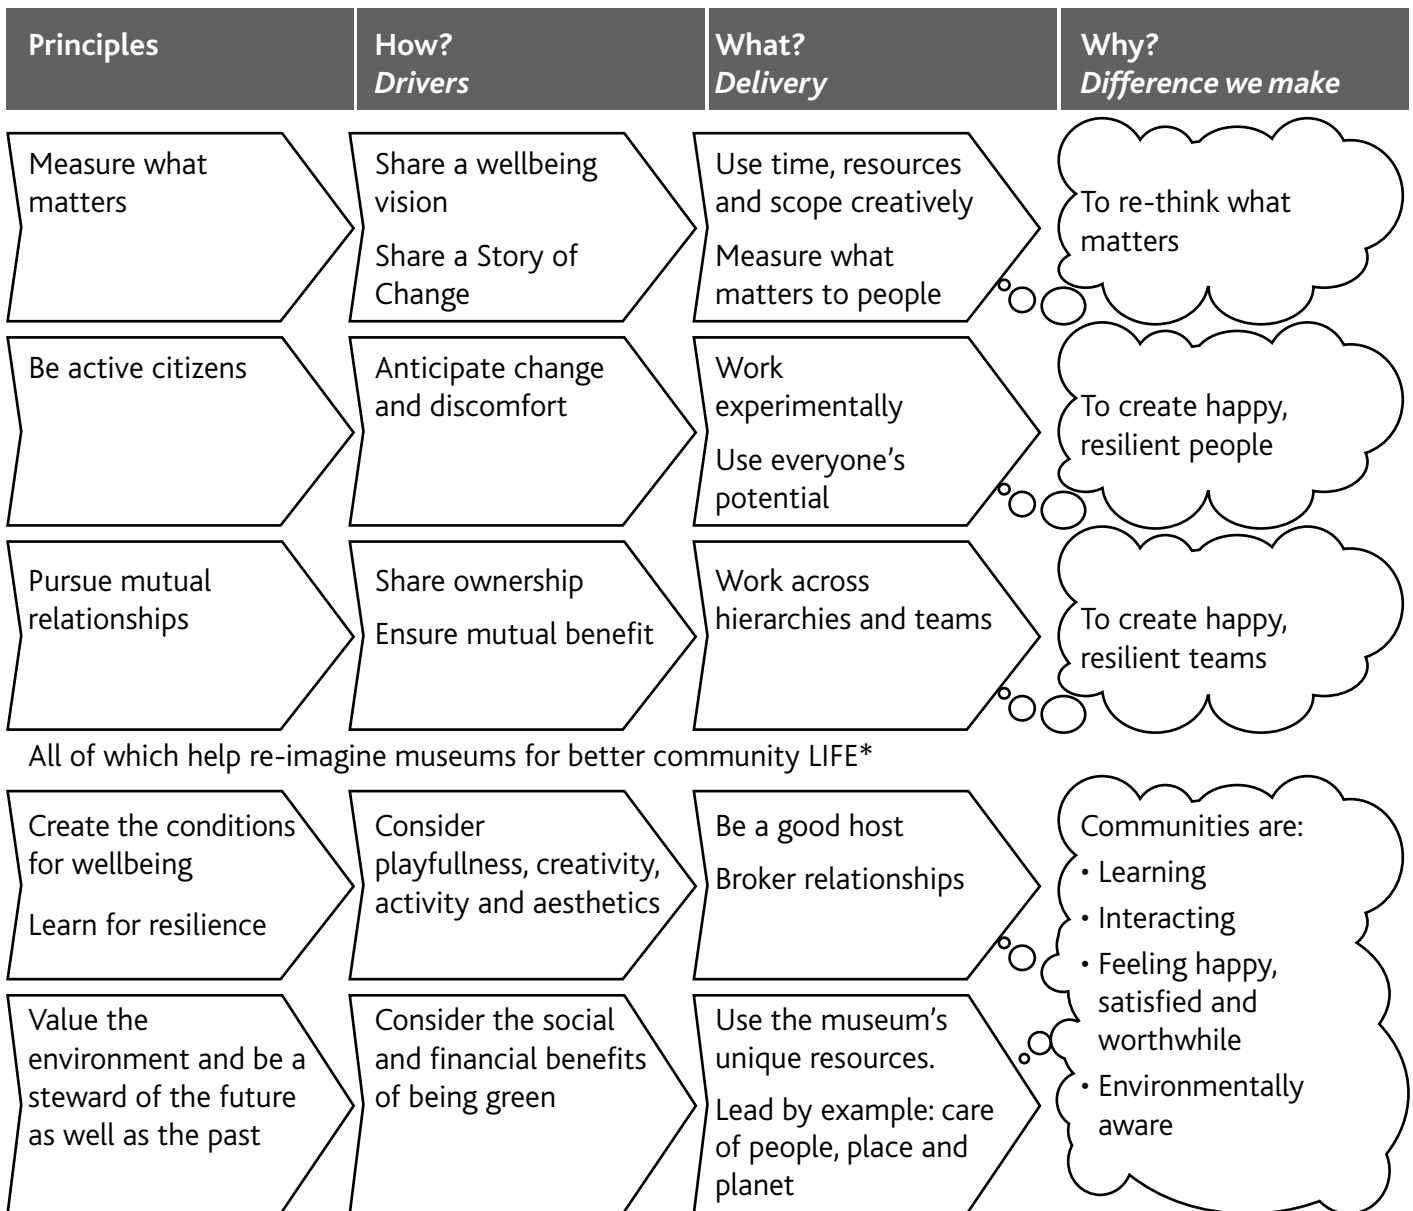 Principles
How?
Drivers
What?
Delivery
Why?
Difference we make
Measure what
matters
Share a wellbeing
vision
Share a Story of
Change
Use time, resources
and scope creatively
Measure what
matters to people
To re-think what
matters
Be active citizens
Anticipate change
and discomfort
Work
experimentally
Use everyone’s
potential
To create happy,
resilient people
Pursue mutual
relationships
Share ownership
Ensure mutual benefit
Work across
hierarchies and teams
To create happy,
resilient teams
All of which help re-imagine museums for better community LIFE*
Create the conditions
for wellbeing
Learn for resilience
Consider
playfullness, creativity,
activity and aesthetics
Be a good host
Broker relationships
Communities are:
• Learning
• Interacting
• Feeling happy,
satisfied and
worthwhile
• Environmentally
aware
Value the
environment and be a
steward of the future
as well as the past
Consider the social
and financial benefits
of being green
Use the museum’s
unique resources.
Lead by example: care
of people, place and
planet